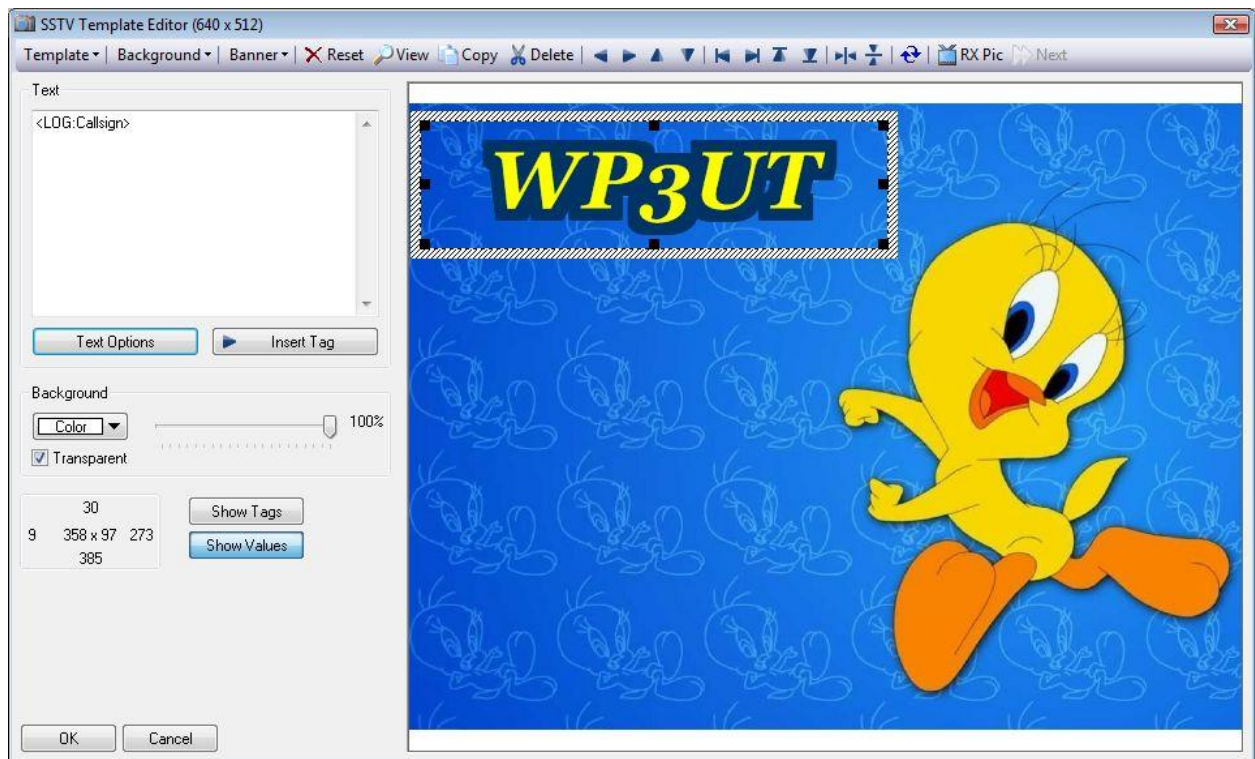 SSTV Template Editor (640 x 512)
Template Background Banner Reset View Copy Delete RX Pic Next
Text
<LOG:Callsign>
Text Options Insert Tag
Background
Color 100%
Transparent
30
9 358 x 97 273
385
Show Tags
Show Values
OK Cancel
WP3UT